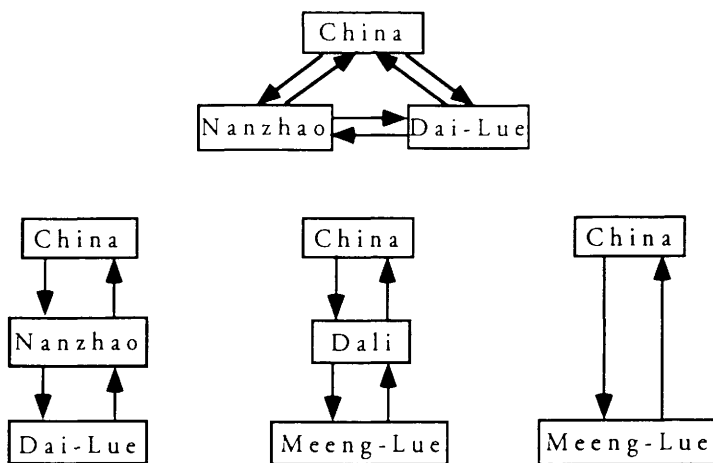 China
Nanzhao Dai-Lue
China China China
Nanzhao Dali
Dai-Lue Meeng-Lue Meeng-Lue